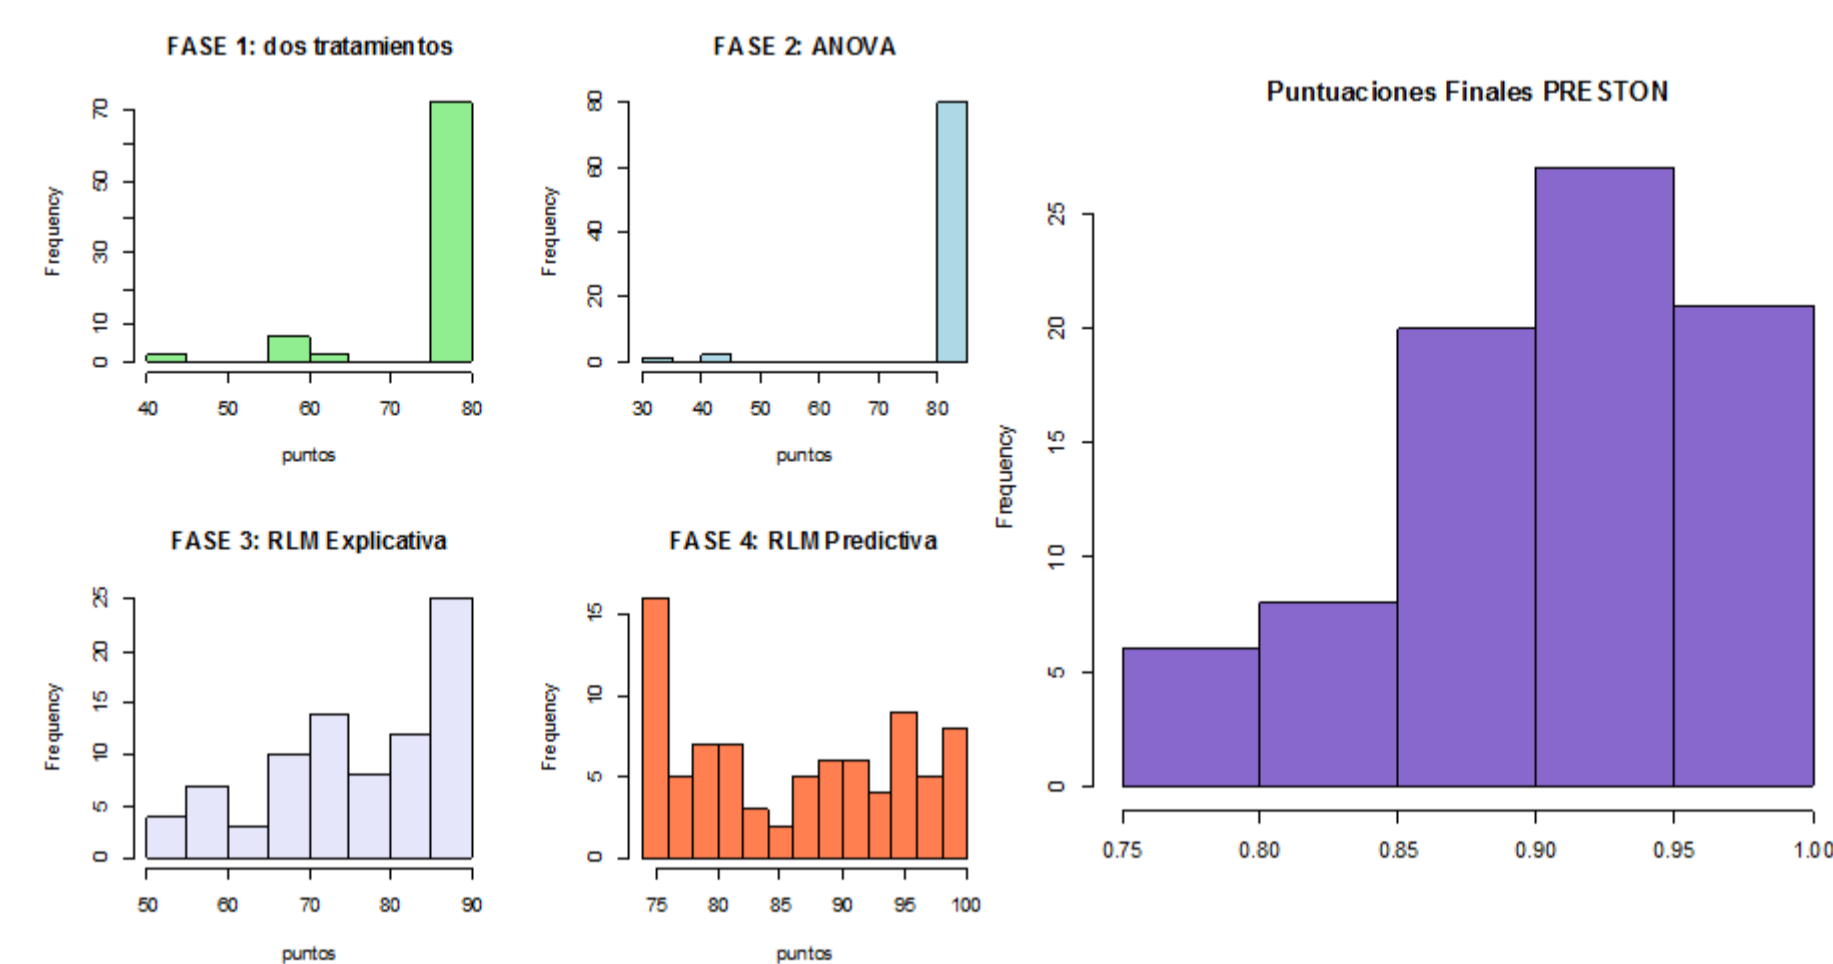 FASE 1: dos tratamientos
Frequency
0 10 30 50 70
40 50 60 70 80
puntos
FASE 2: ANOVA
Frequency
0 20 40 60 80
30 40 50 60 70 80
puntos
FASE 3: RLM Explicativa
Frequency
0 5 10 15 20 25
50 60 70 80 90
puntos
FASE 4: RLM Predictiva
Frequency
0 5 10 15
75 80 85 90 95 100
puntos
Puntuaciones Finales PRESTON
Frequency
0 5 10 15 20 25
0.75 0.80 0.85 0.90 0.95 1.00